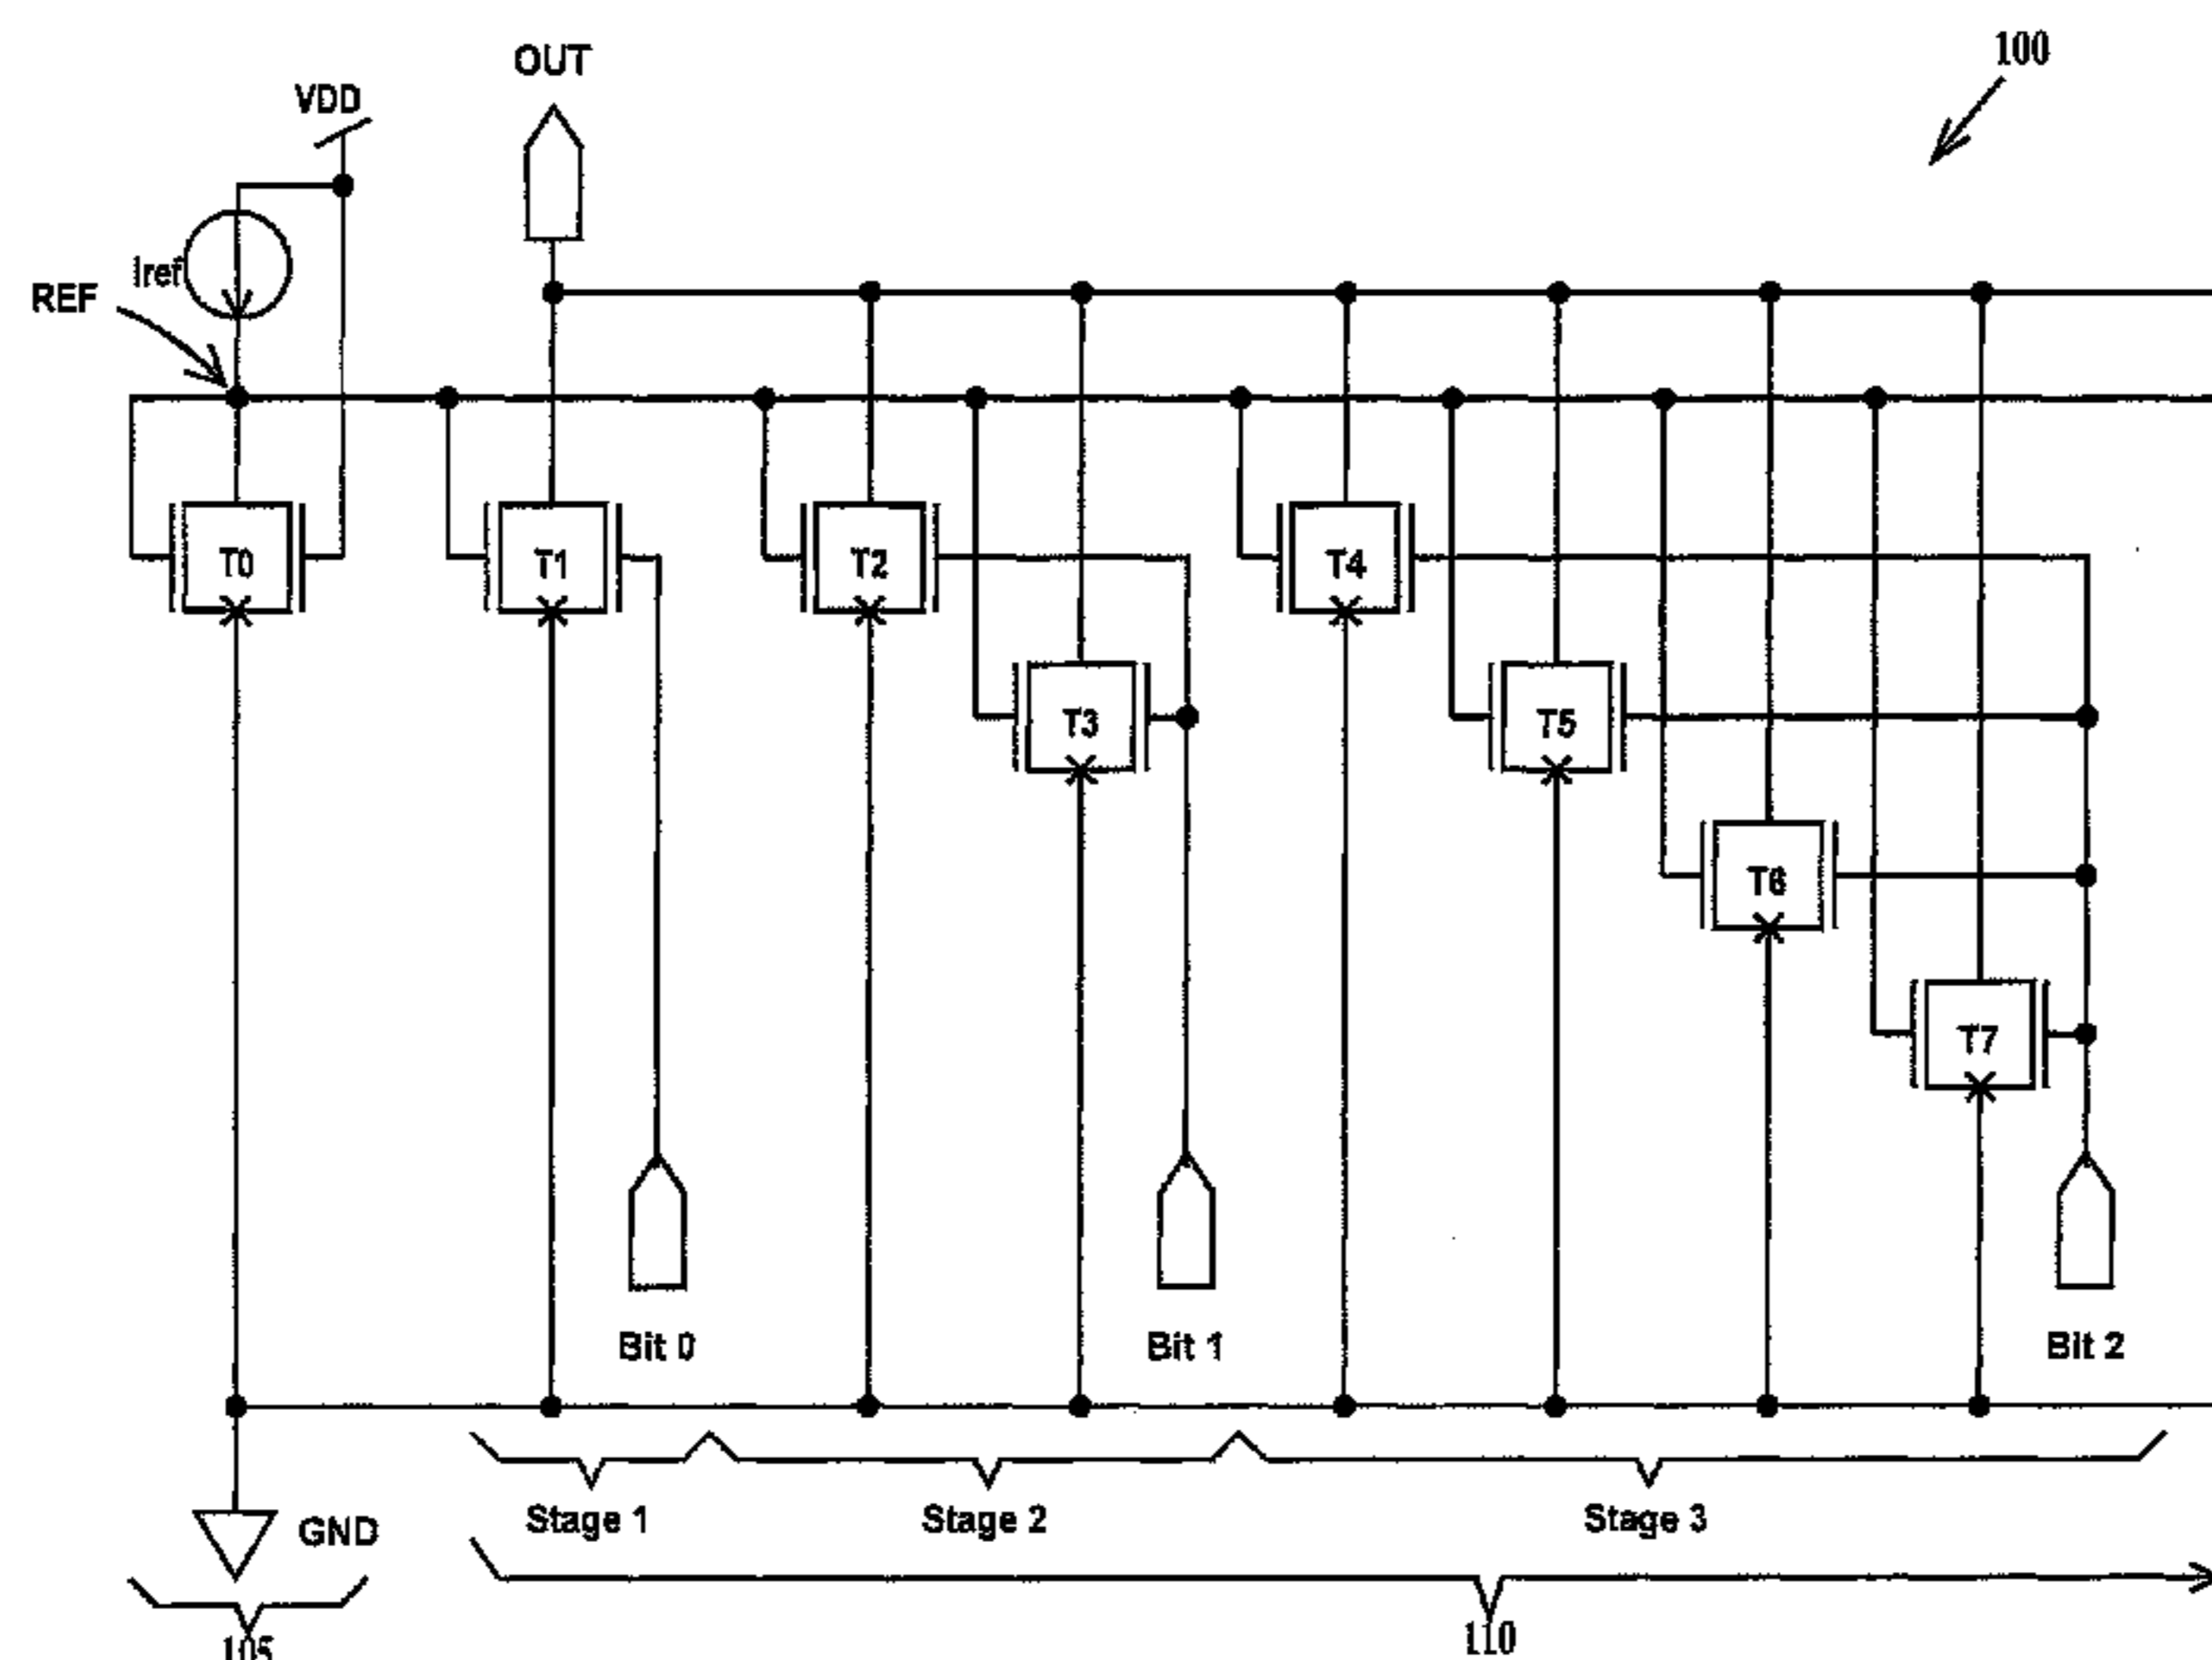 100
OUT
VDD
Iref
REF
T0
T1
T2
T4
T3
T5
T6
T7
Bit 0
Bit 1
Bit 2
Stage 1
Stage 2
Stage 3
GND
105
110